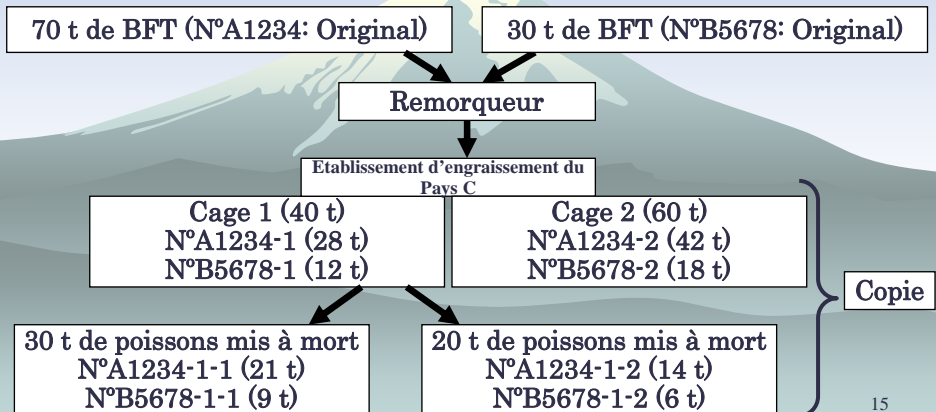 70 t de BFT (NºA1234: Original)
30 t de BFT (NºB5678: Original)
Remorqueur
Etablissement d’engraissement du
Pays C
Cage 1 (40 t)
NºA1234-1 (28 t)
NºB5678-1 (12 t)
Cage 2 (60 t)
NºA1234-2 (42 t)
NºB5678-2 (18 t)
Copie
30 t de poissons mis à mort
NºA1234-1-1 (21 t)
NºB5678-1-1 (9 t)
20 t de poissons mis à mort
NºA1234-1-2 (14 t)
NºB5678-1-2 (6 t)
15